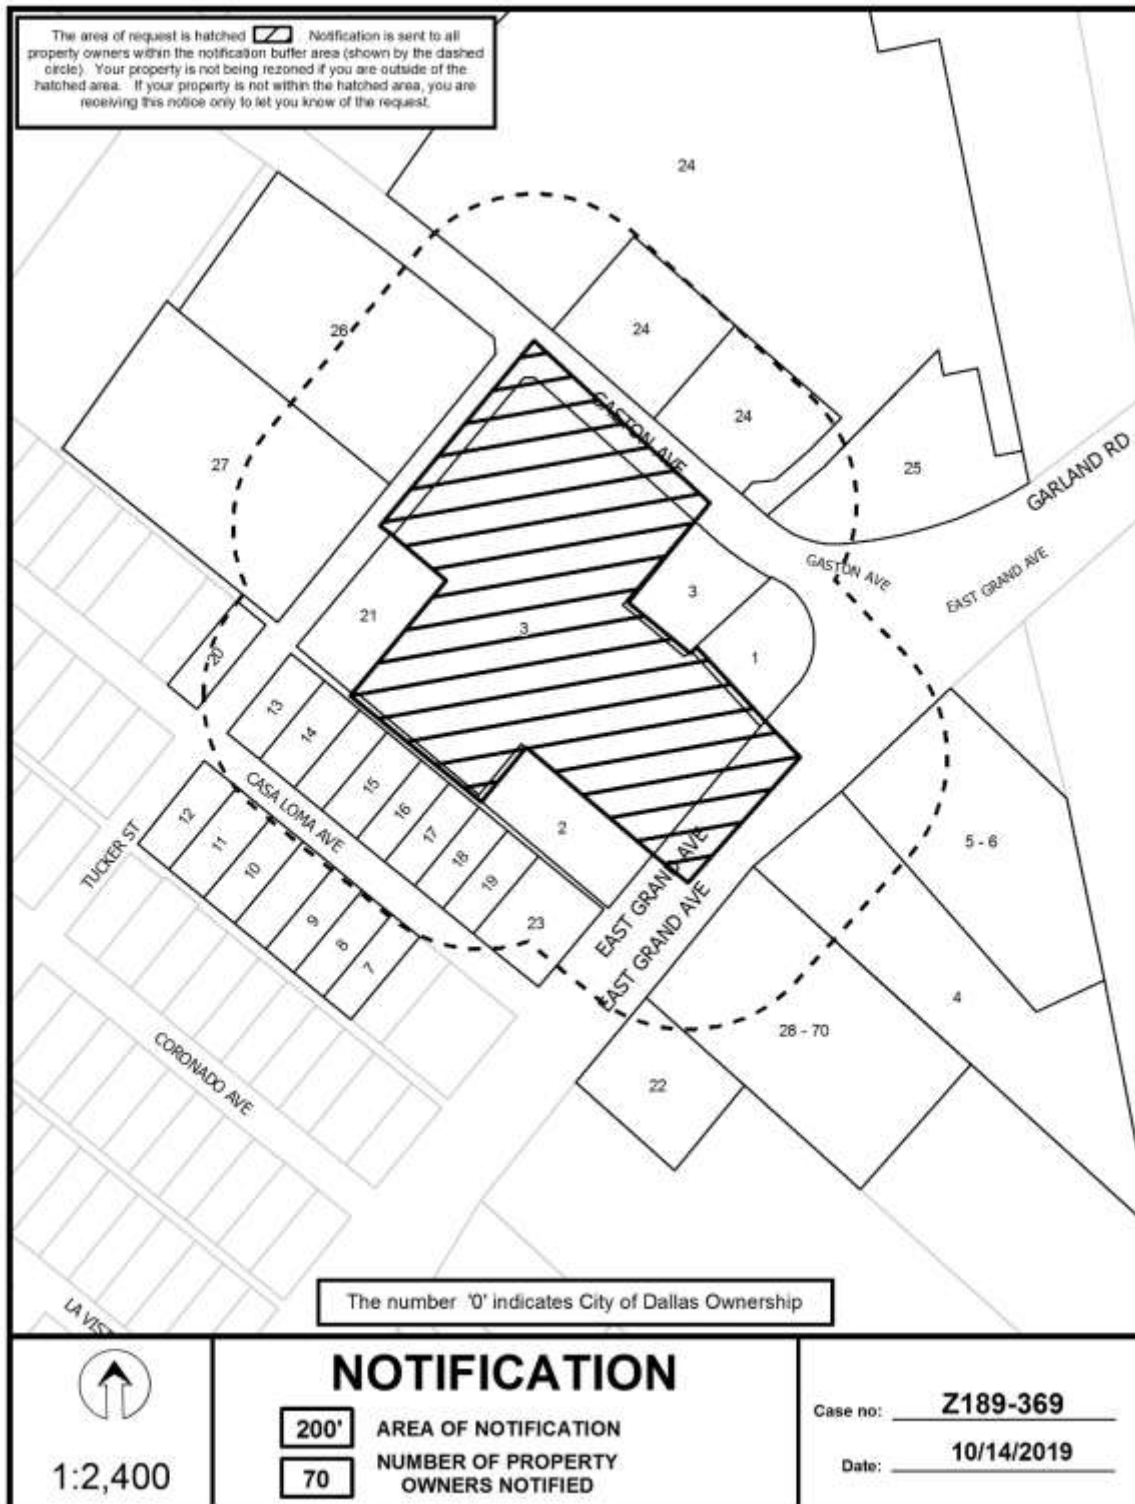 The area of request is hatched . Notification is sent to all
property owners within the notification buffer area (shown by the dashed
circle). Your property is not being rezoned if you are outside of the
hatched area. If your property is not within the hatched area, you are
receiving this notice only to let you know of the request.
24
26
24
GASTON AVE
24
27
25
GARLAND RD
GASTON AVE
EAST GRAND AVE
3
21
3
1
20
13
14
15
16
17
18
19
2
CASA LOMA AVE
12
11
10
9
8
7
TUCKER ST
23
EAST GRAND AVE
EAST GRAND AVE
5 - 6
4
28 - 70
22
CORONADO AVE
LA VIST
The number '0' indicates City of Dallas Ownership
1:2,400
NOTIFICATION
200' AREA OF NOTIFICATION
70 NUMBER OF PROPERTY
OWNERS NOTIFIED
Case no: Z189-369
Date: 10/14/2019